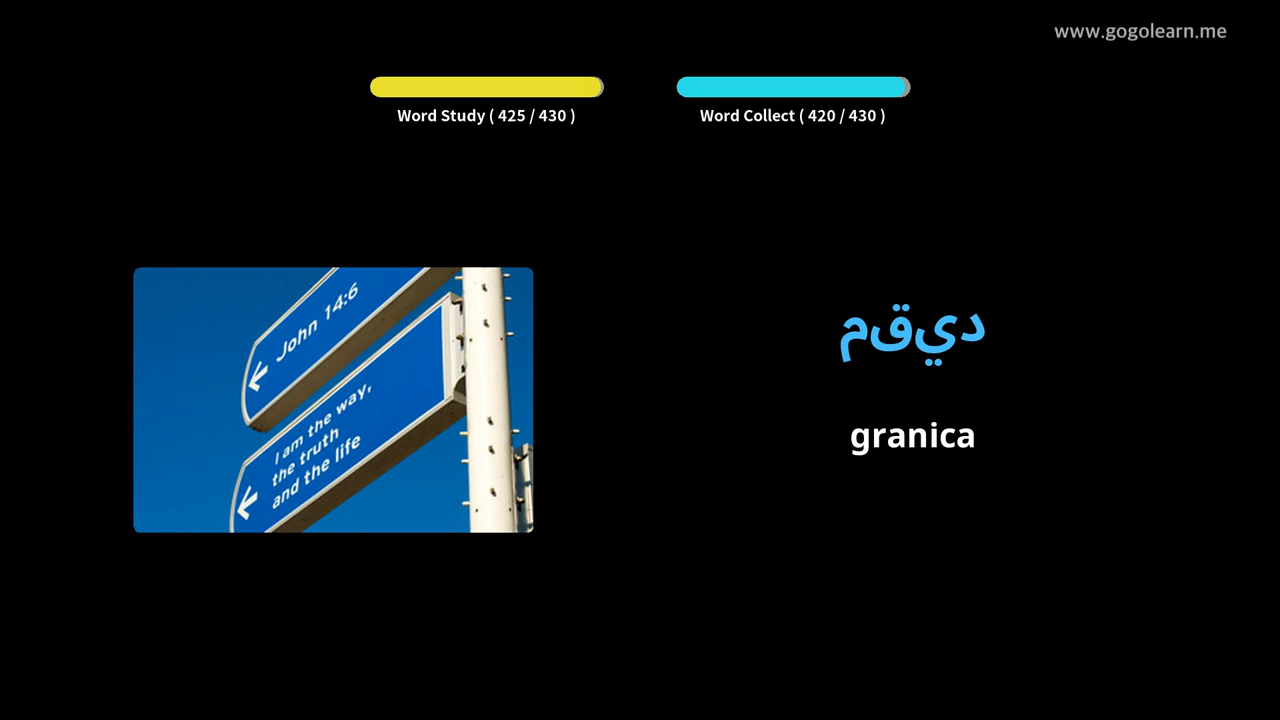 www.gogolearn.me
Word Study ( 425 / 430 )
Word Collect ( 420 / 430 )
John 14:6
I am the way,
the truth
and the life
ديقم
granica